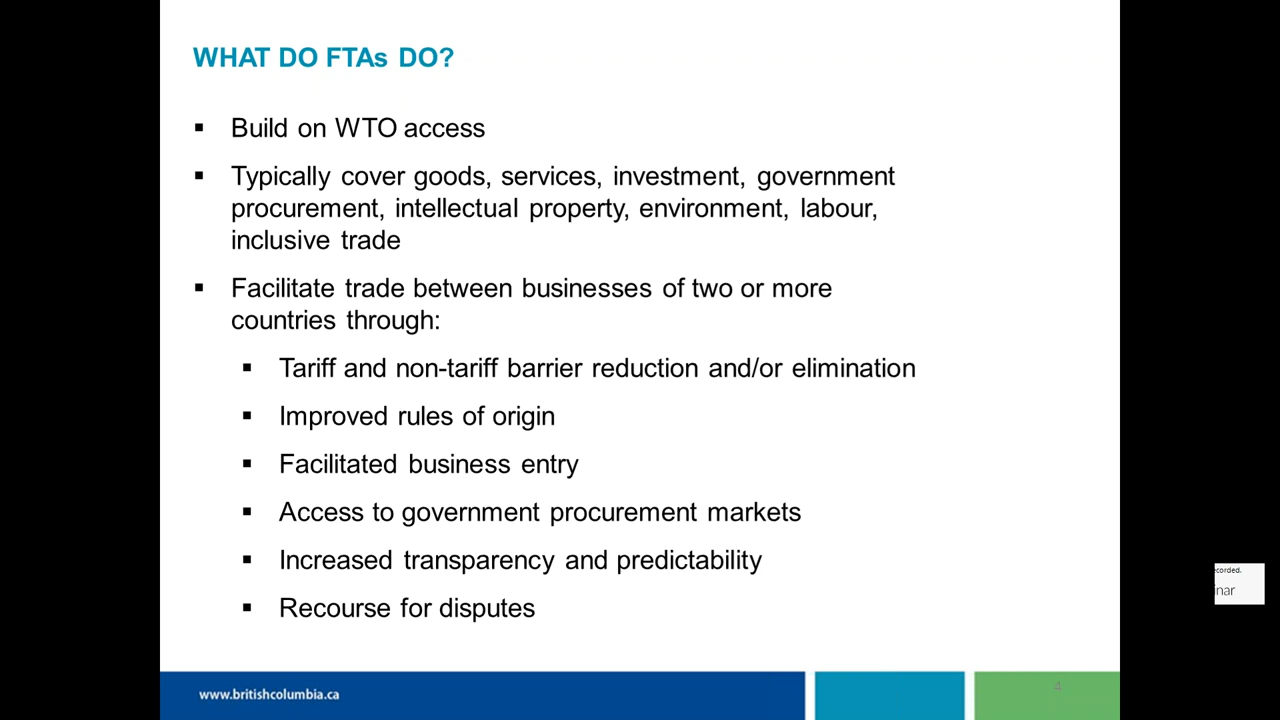 WHAT DO FTAs DO?
▪ Build on WTO access
▪ Typically cover goods, services, investment, government
procurement, intellectual property, environment, labour,
inclusive trade
▪ Facilitate trade between businesses of two or more
countries through:
▪ Tariff and non-tariff barrier reduction and/or elimination
▪ Improved rules of origin
▪ Facilitated business entry
▪ Access to government procurement markets
▪ Increased transparency and predictability
▪ Recourse for disputes
ecorded.
inar
www.britishcolumbia.ca
4